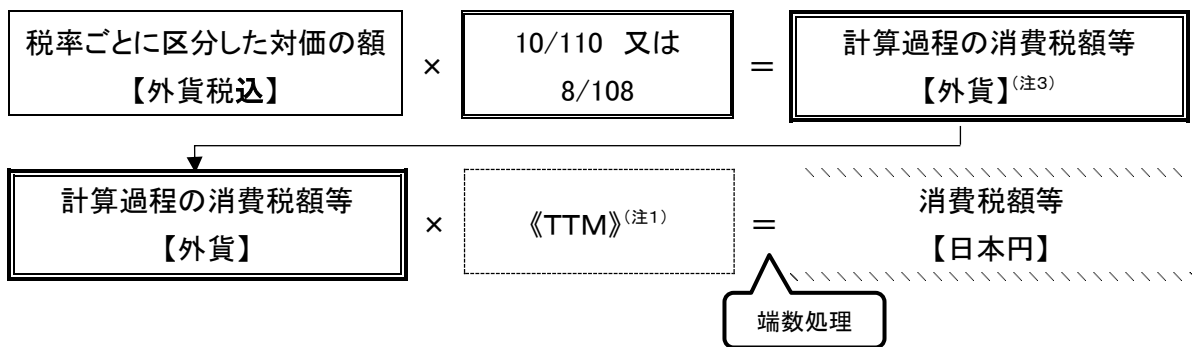 税率ごとに区分した対価の額
【外貨税込】
×
10/110 又は
8/108
＝
計算過程の消費税額等
【外貨】(注3)
計算過程の消費税額等
【外貨】
×
《TTM》(注1)
＝
消費税額等
【日本円】
端数処理